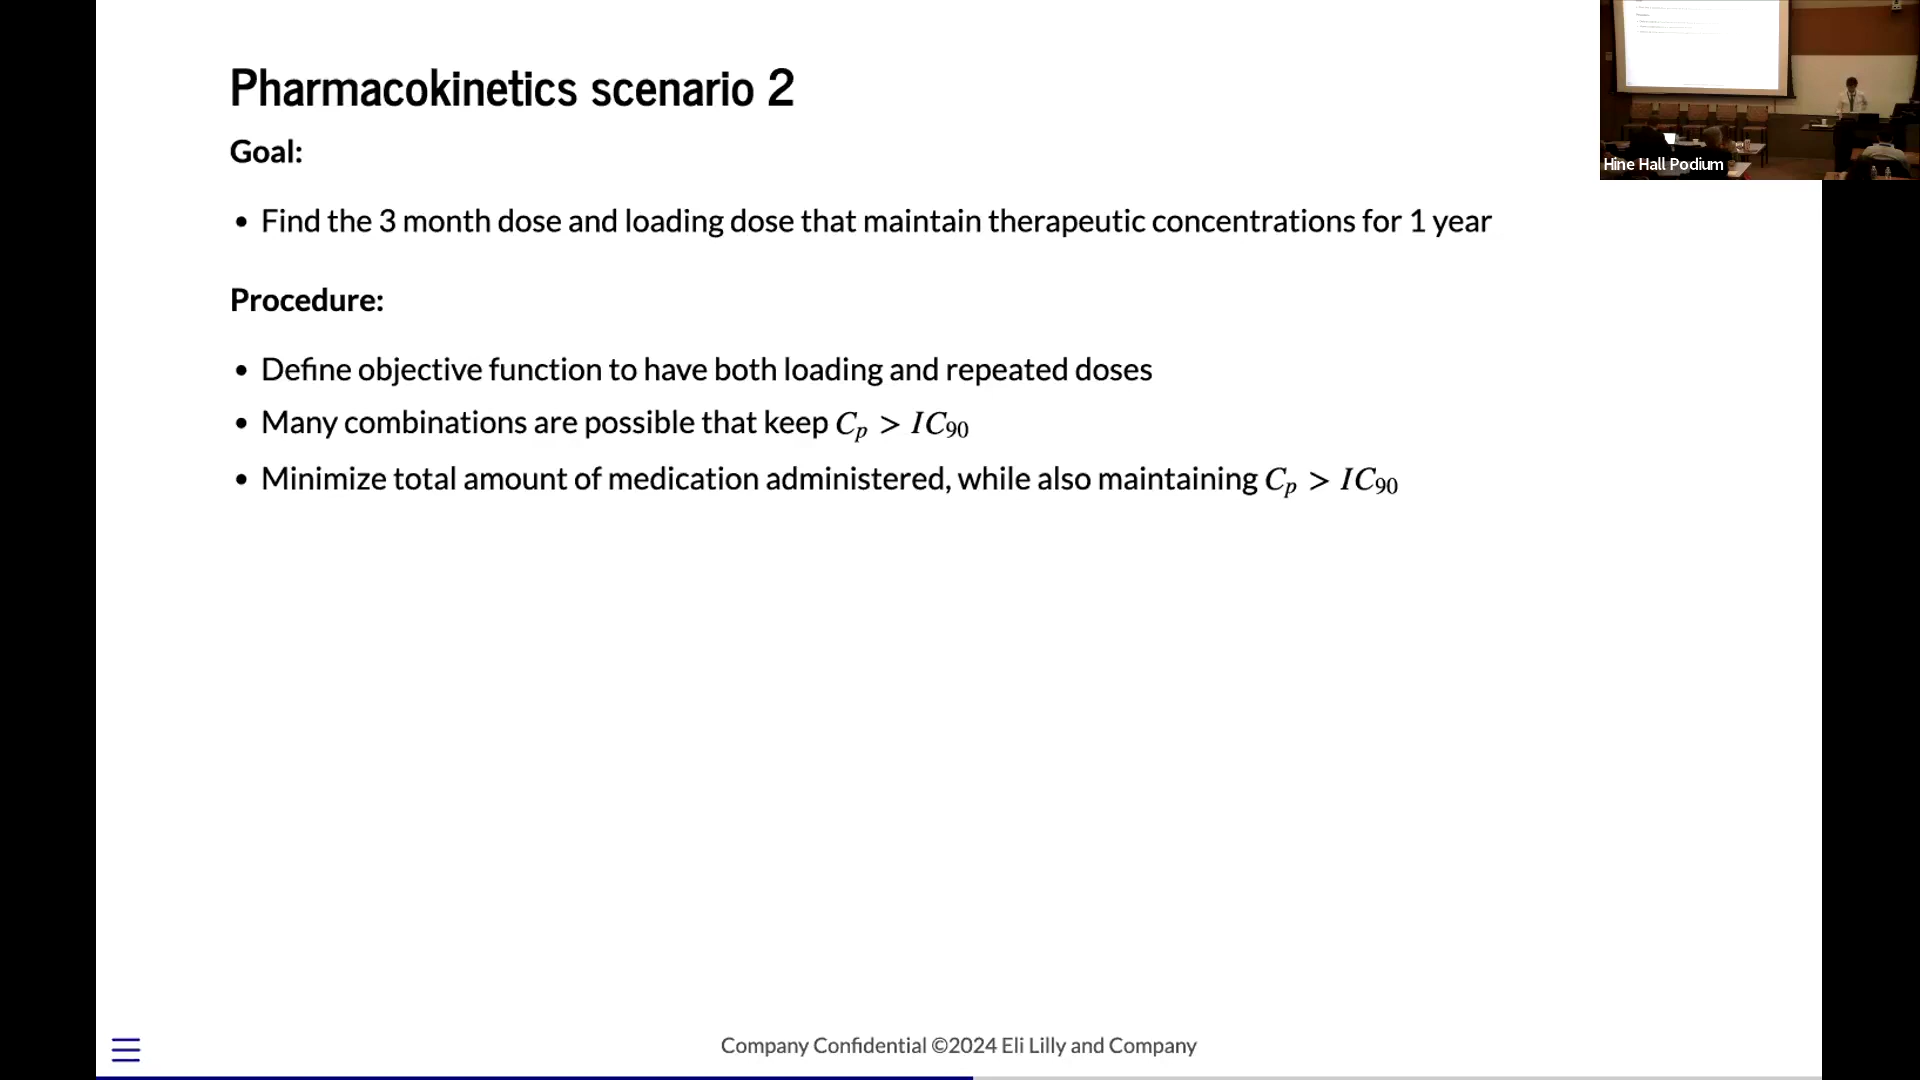 Pharmacokinetics scenario 2
Goal:
• Find the 3 month dose and loading dose that maintain therapeutic concentrations for 1 year
Procedure:
• Define objective function to have both loading and repeated doses
• Many combinations are possible that keep Cₚ > IC₉₀
• Minimize total amount of medication administered, while also maintaining Cₚ > IC₉₀
Company Confidential ©2024 Eli Lilly and Company
Hine Hall Podium